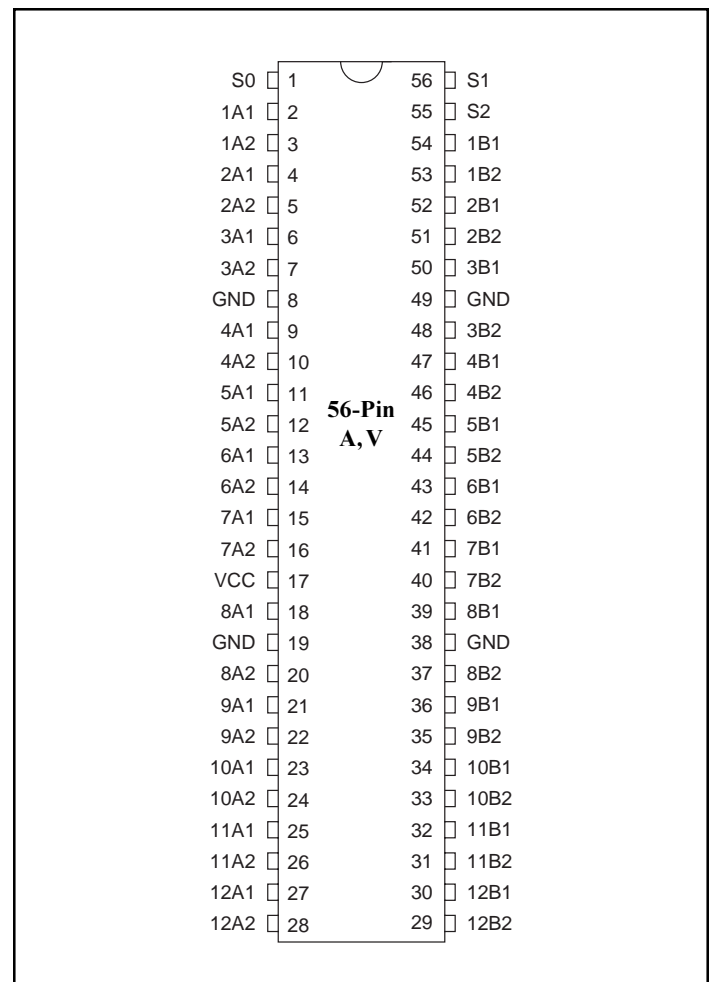 S0 1 56 S1
1A1 2 55 S2
1A2 3 54 1B1
2A1 4 53 1B2
2A2 5 52 2B1
3A1 6 51 2B2
3A2 7 50 3B1
GND 8 49 GND
4A1 9 48 3B2
4A2 10 47 4B1
5A1 11 46 4B2
56-Pin
5A2 12 45 5B1
A, V
6A1 13 44 5B2
6A2 14 43 6B1
7A1 15 42 6B2
7A2 16 41 7B1
VCC 17 40 7B2
8A1 18 39 8B1
GND 19 38 GND
8A2 20 37 8B2
9A1 21 36 9B1
9A2 22 35 9B2
10A1 23 34 10B1
10A2 24 33 10B2
11A1 25 32 11B1
11A2 26 31 11B2
12A1 27 30 12B1
12A2 28 29 12B2